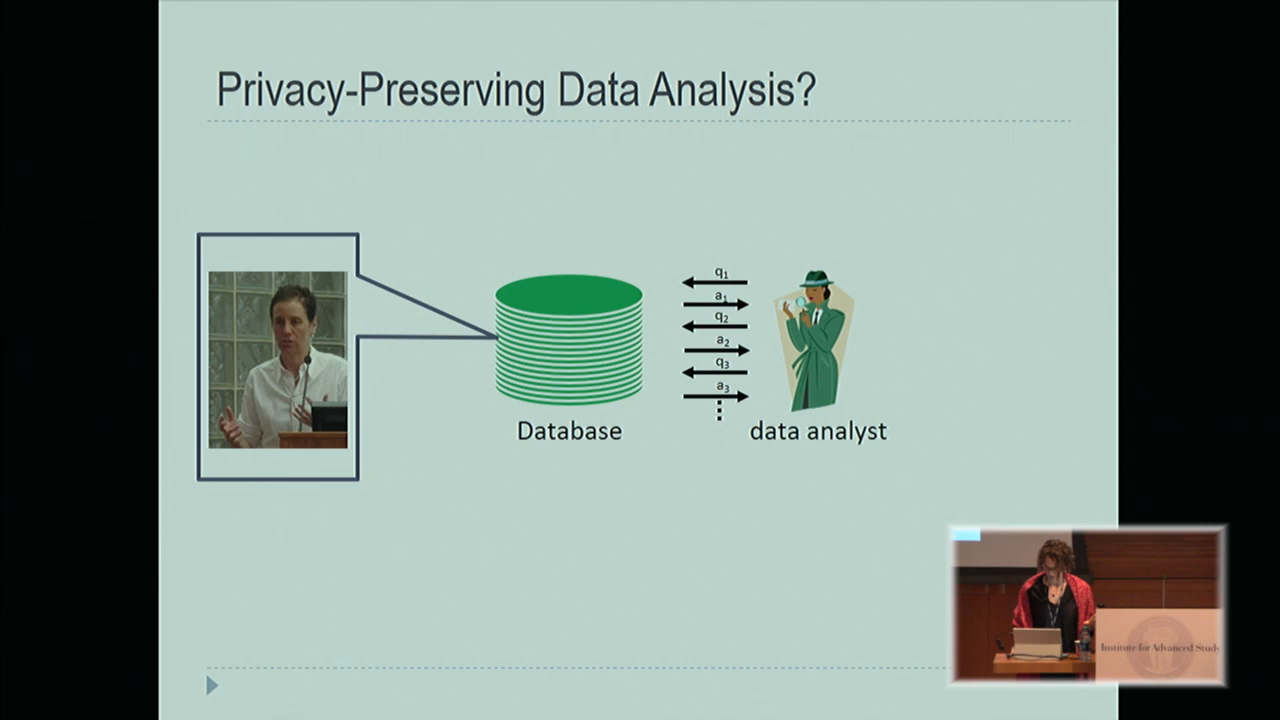 Privacy-Preserving Data Analysis?
q1
a1
q2
a2
q3
a3
Database
data analyst
Institute for Advanced Study